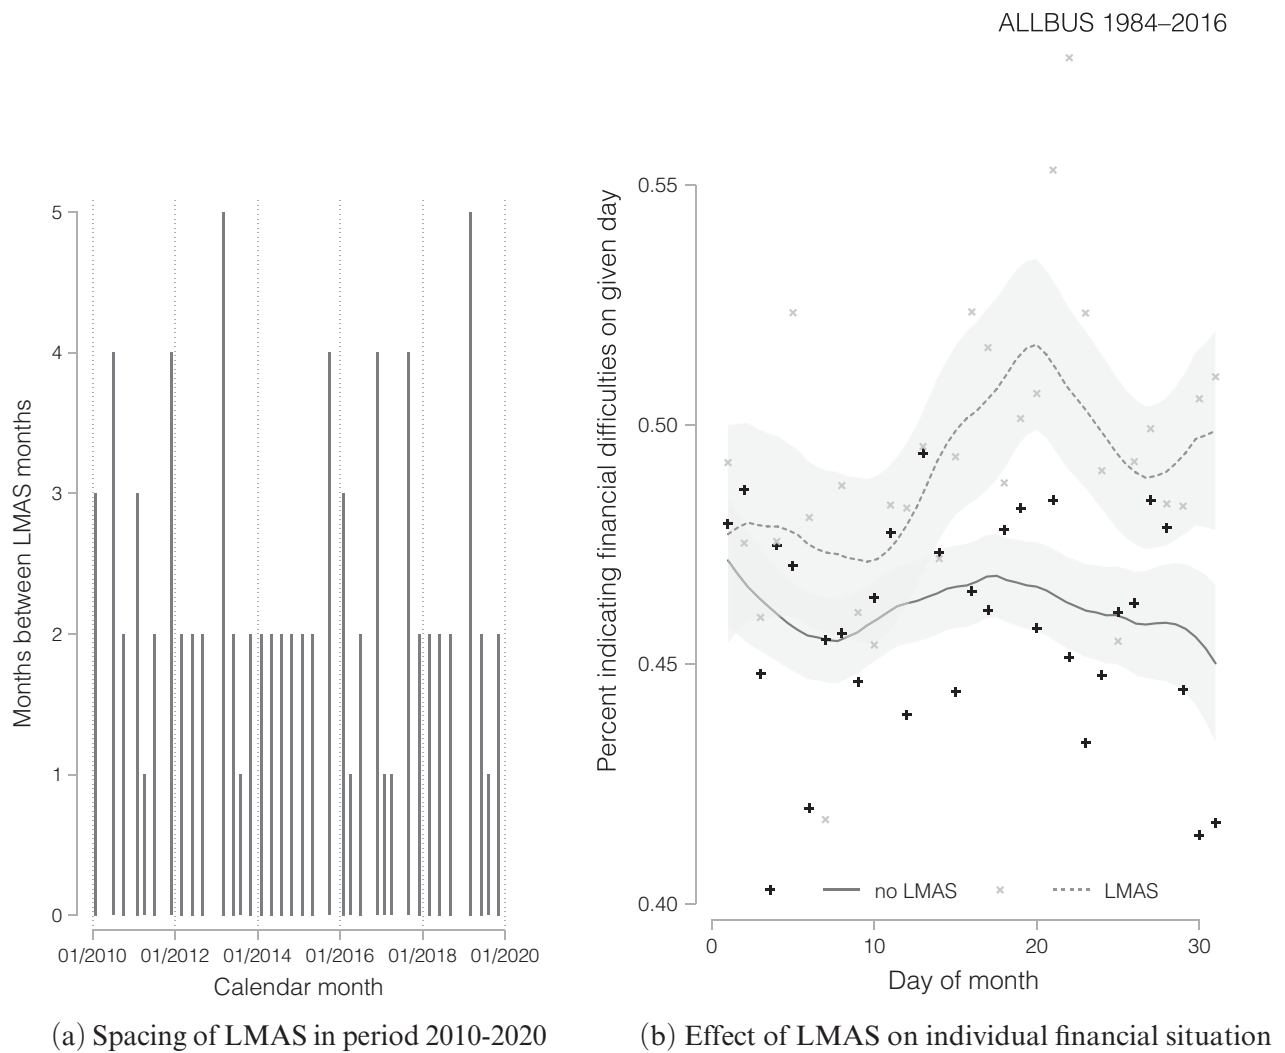 ALLBUS 1984–2016
Months between LMAS months
5
4
3
2
1
0
01/2010 01/2012 01/2014 01/2016 01/2018 01/2020
Calendar month
(a) Spacing of LMAS in period 2010-2020
Percent indicating financial difficulties on given day
0.55
0.50
0.45
0.40
no LMAS LMAS
0 10 20 30
Day of month
(b) Effect of LMAS on individual financial situation